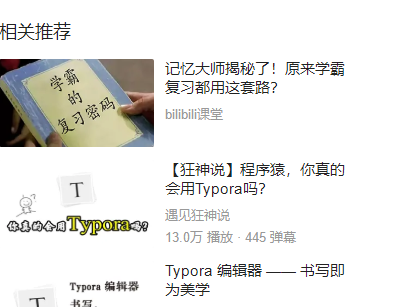 相关推荐
学霸
的
复习密码
记忆大师揭秘了！原来学霸
复习都用这套路？
bilibili课堂
T
你真的会用Typora吗？
【狂神说】程序猿，你真的
会用Typora吗？
遇见狂神说
13.0万 播放 · 445 弹幕
T
Typora 编辑器
书写，
Typora 编辑器 —— 书写即
为美学